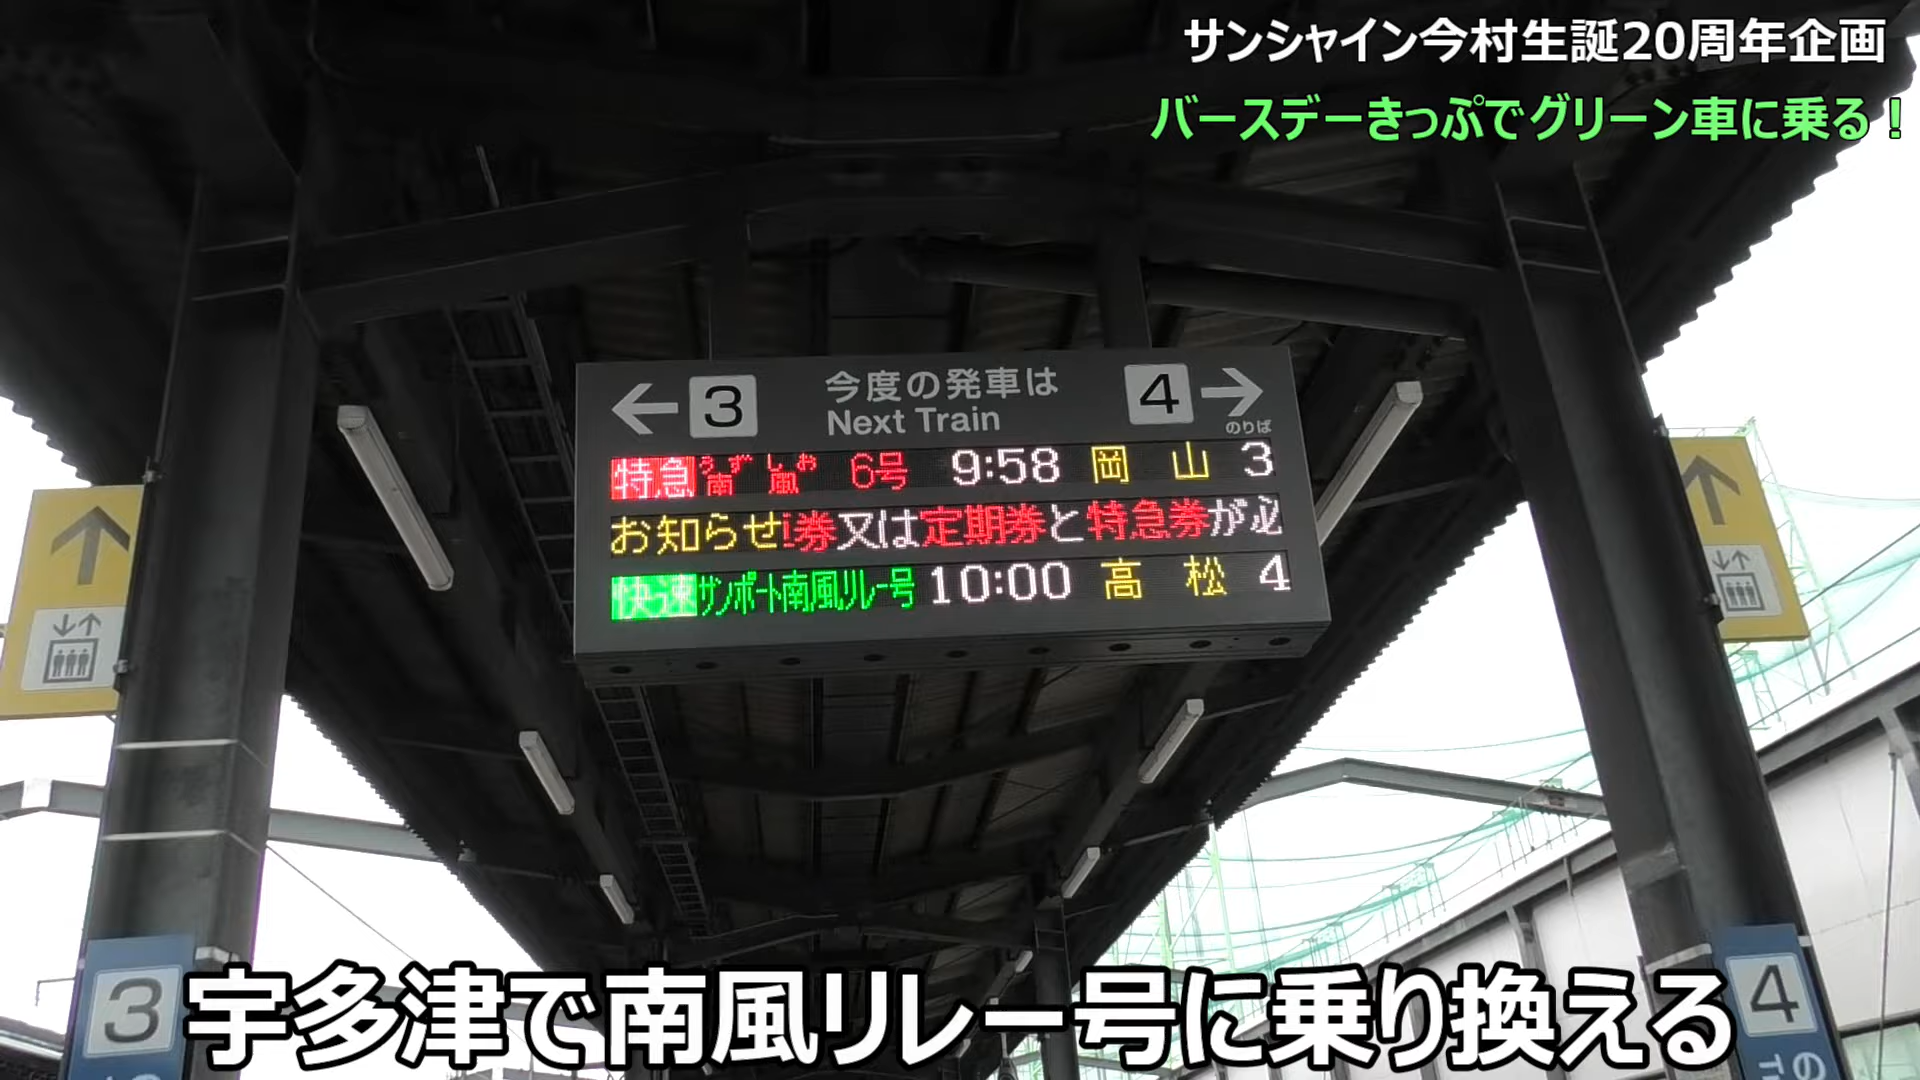 サンシャイン今村生誕20周年企画
バースデーきっぷでグリーン車に乗る！
← 3 今度の発車は 4 →
Next Train
のりば
特急 うずしお 南風 6号 9:58 岡山 3
お知らせ 券又は定期券と特急券が必
快速 サンポート南風リレー号 10:00 高松 4
3
4
宇多津で南風リレー号に乗り換える